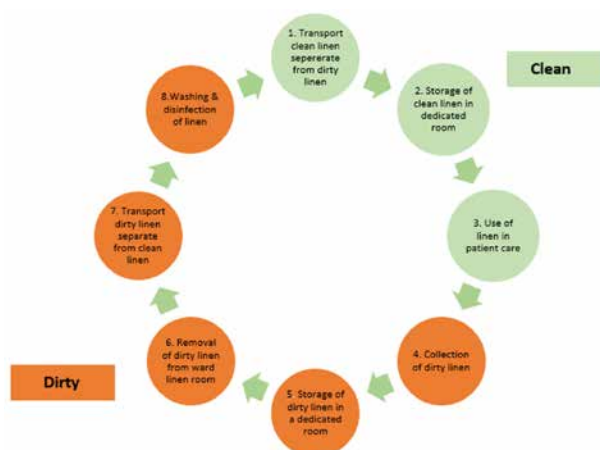 1. Transport
clean linen
sepererate
from dirty
linen
Clean
2. Storage of
clean linen in
dedicated
room
3. Use of
linen in
patient care
4. Collection
of dirty linen
5 Storage of
dirty linen in
a dedicated
room
6. Removal
of dirty linen
from ward
linen room
Dirty
7. Transport
dirty linen
separate
from clean
linen
8.Washing &
disinfection
of linen